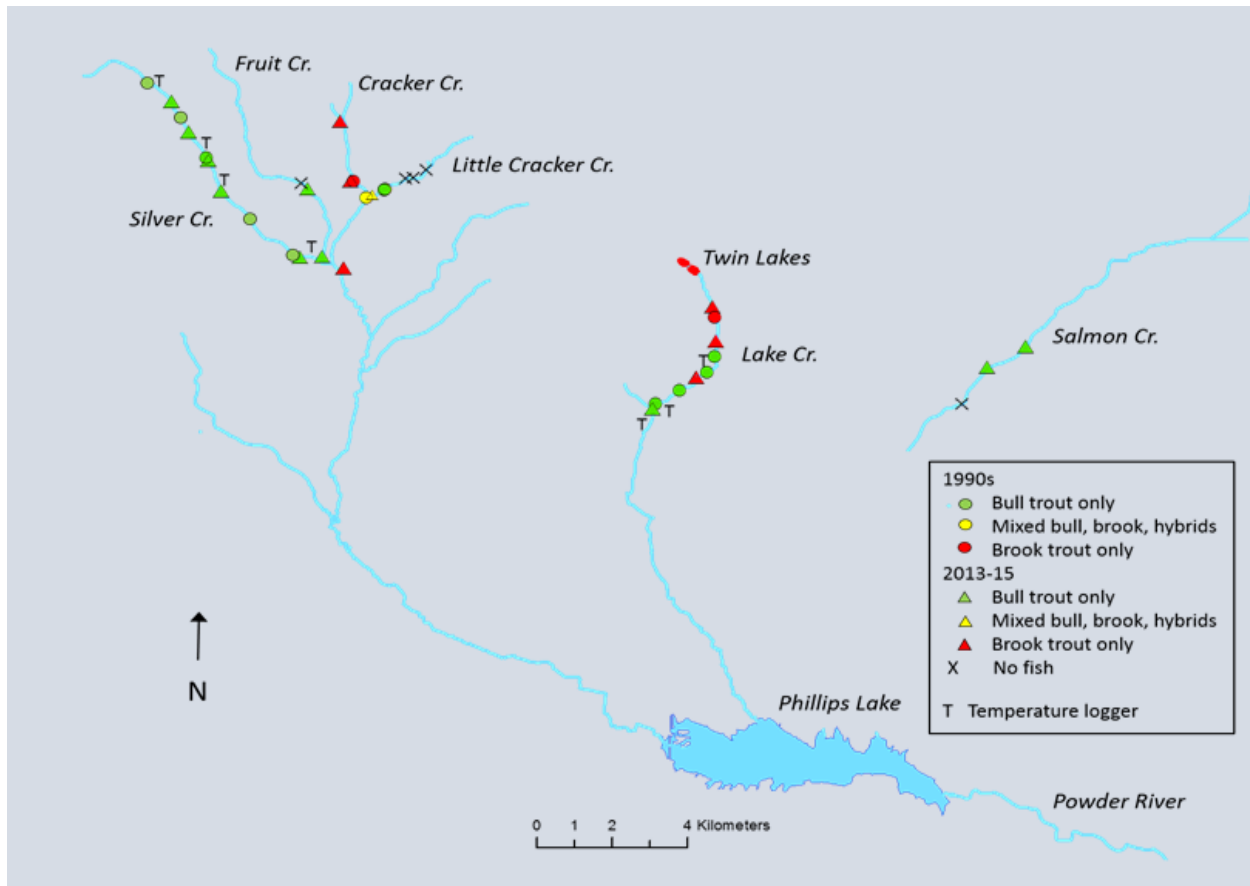 Fruit Cr.
Cracker Cr.
T
Little Cracker Cr.
T
T
Silver Cr.
T
Twin Lakes
Salmon Cr.
Lake Cr.
T
T
T
1990s
Bull trout only
Mixed bull, brook, hybrids
Brook trout only
2013-15
Bull trout only
Mixed bull, brook, hybrids
Brook trout only
X No fish
T Temperature logger
N
Phillips Lake
Powder River
0 1 2 4 Kilometers